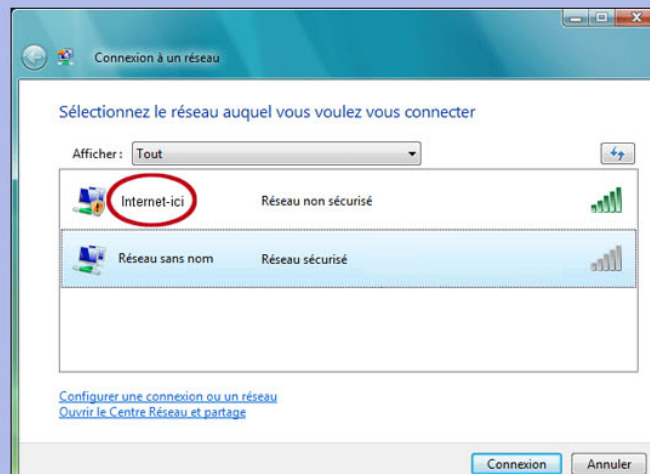 Connexion à un réseau
Sélectionnez le réseau auquel vous voulez vous connecter
Afficher : Tout
Internet-ici Réseau non sécurisé
Réseau sans nom Réseau sécurisé
Configurer une connexion ou un réseau
Ouvrir le Centre Réseau et partage
Connexion Annuler